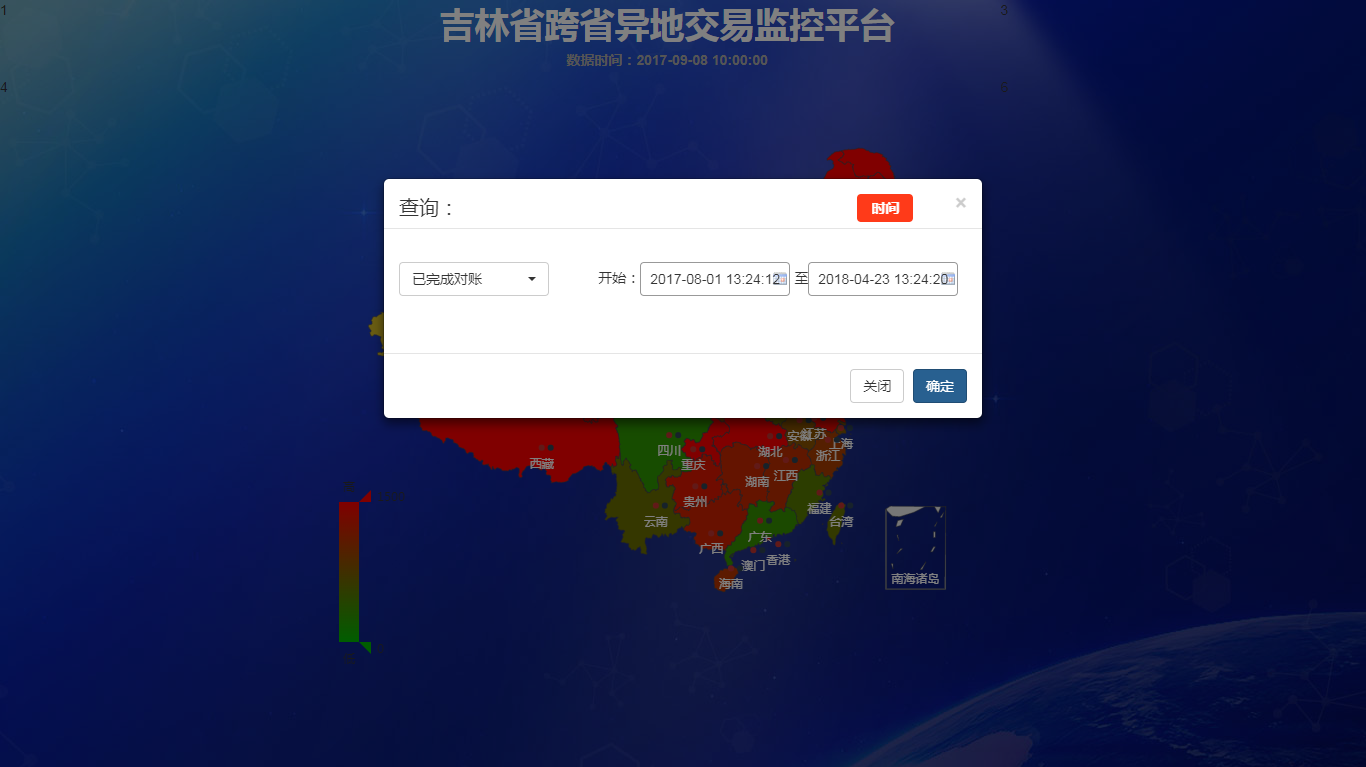 1
吉林省跨省异地交易监控平台
3
数据时间：2017-09-08 10:00:00
4
6
查询：
时间
×
已完成对账
开始：2017-08-01 13:24:12 至 2018-04-23 13:24:20
关闭 确定
安徽
江苏
上海
四川
湖北
浙江
西藏
重庆
江西
湖南
贵州
福建
云南
台湾
广东
广西
香港
澳门
海南
南海诸岛